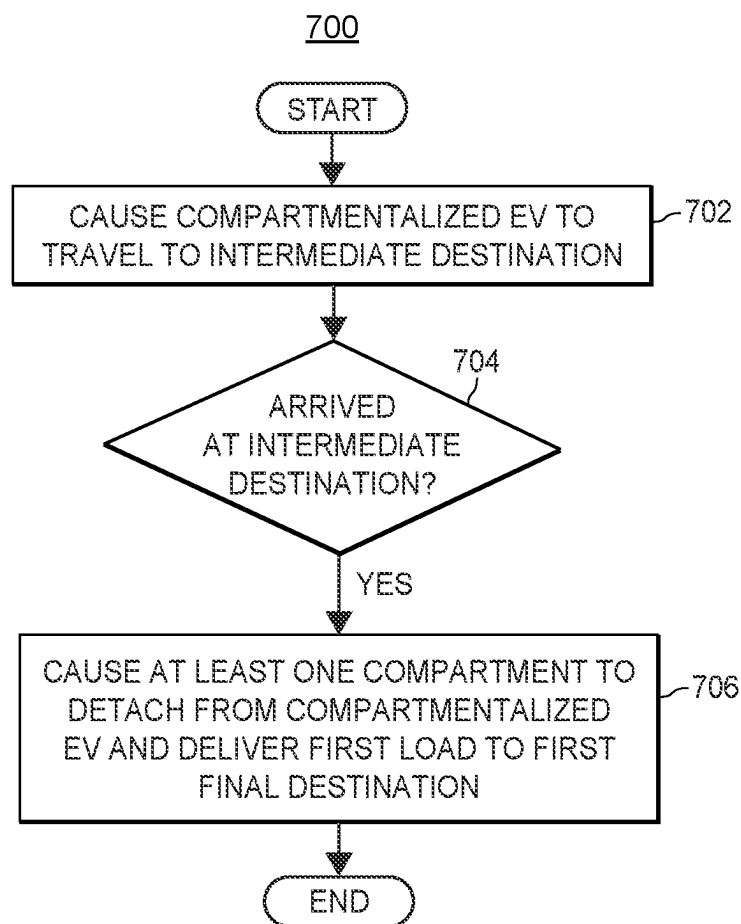 700
START
CAUSE COMPARTMENTALIZED EV TO
TRAVEL TO INTERMEDIATE DESTINATION
702
704
ARRIVED
AT INTERMEDIATE
DESTINATION?
YES
CAUSE AT LEAST ONE COMPARTMENT TO
DETACH FROM COMPARTMENTALIZED
EV AND DELIVER FIRST LOAD TO FIRST
FINAL DESTINATION
706
END